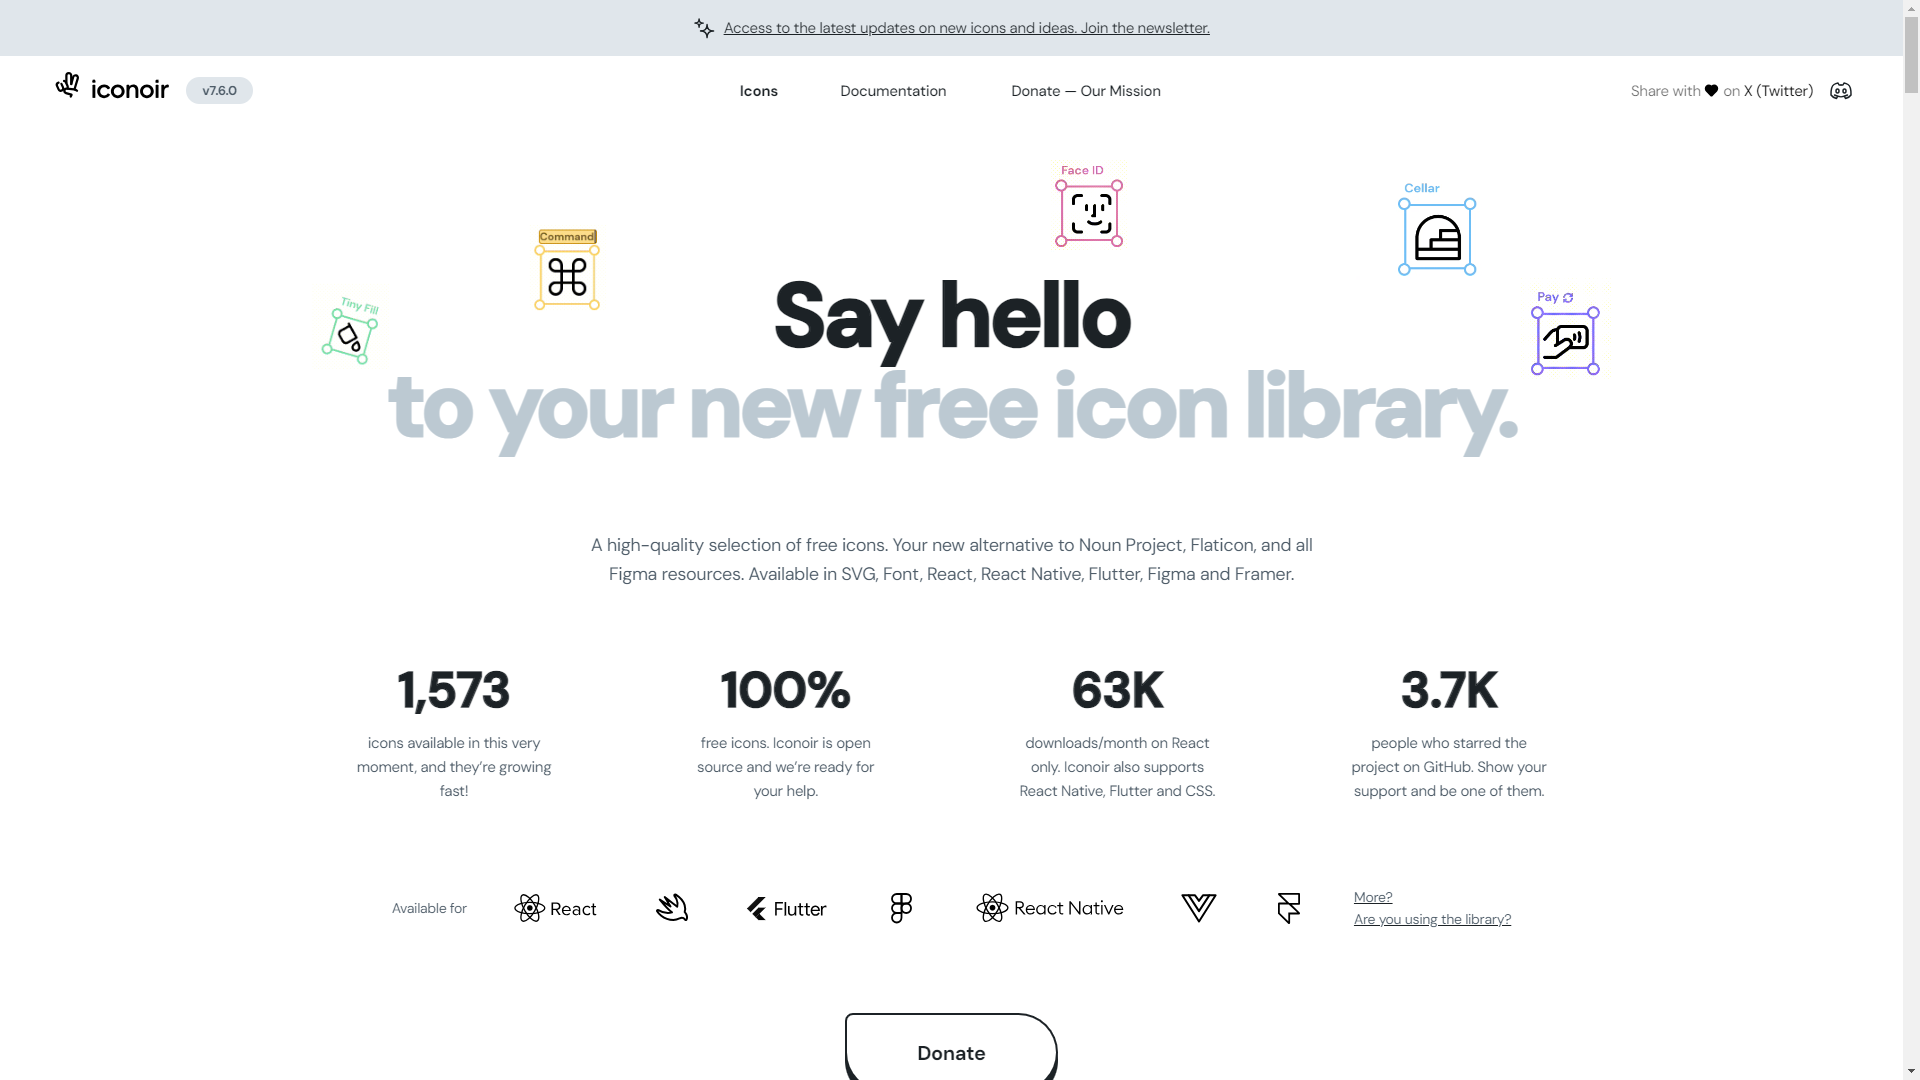 Access to the latest updates on new icons and ideas. Join the newsletter.
iconoir
v7.6.0
Icons
Documentation
Donate — Our Mission
Share with on X (Twitter)
Face ID
Cellar
Command
Pay
Tiny Fill
Say hello
to your new free icon library.
A high-quality selection of free icons. Your new alternative to Noun Project, Flaticon, and all
Figma resources. Available in SVG, Font, React, React Native, Flutter, Figma and Framer.
1,573
icons available in this very
moment, and they’re growing
fast!
100%
free icons. Iconoir is open
source and we’re ready for
your help.
63K
downloads/month on React
only. Iconoir also supports
React Native, Flutter and CSS.
3.7K
people who starred the
project on GitHub. Show your
support and be one of them.
Available for
React
Flutter
React Native
More?
Are you using the library?
Donate